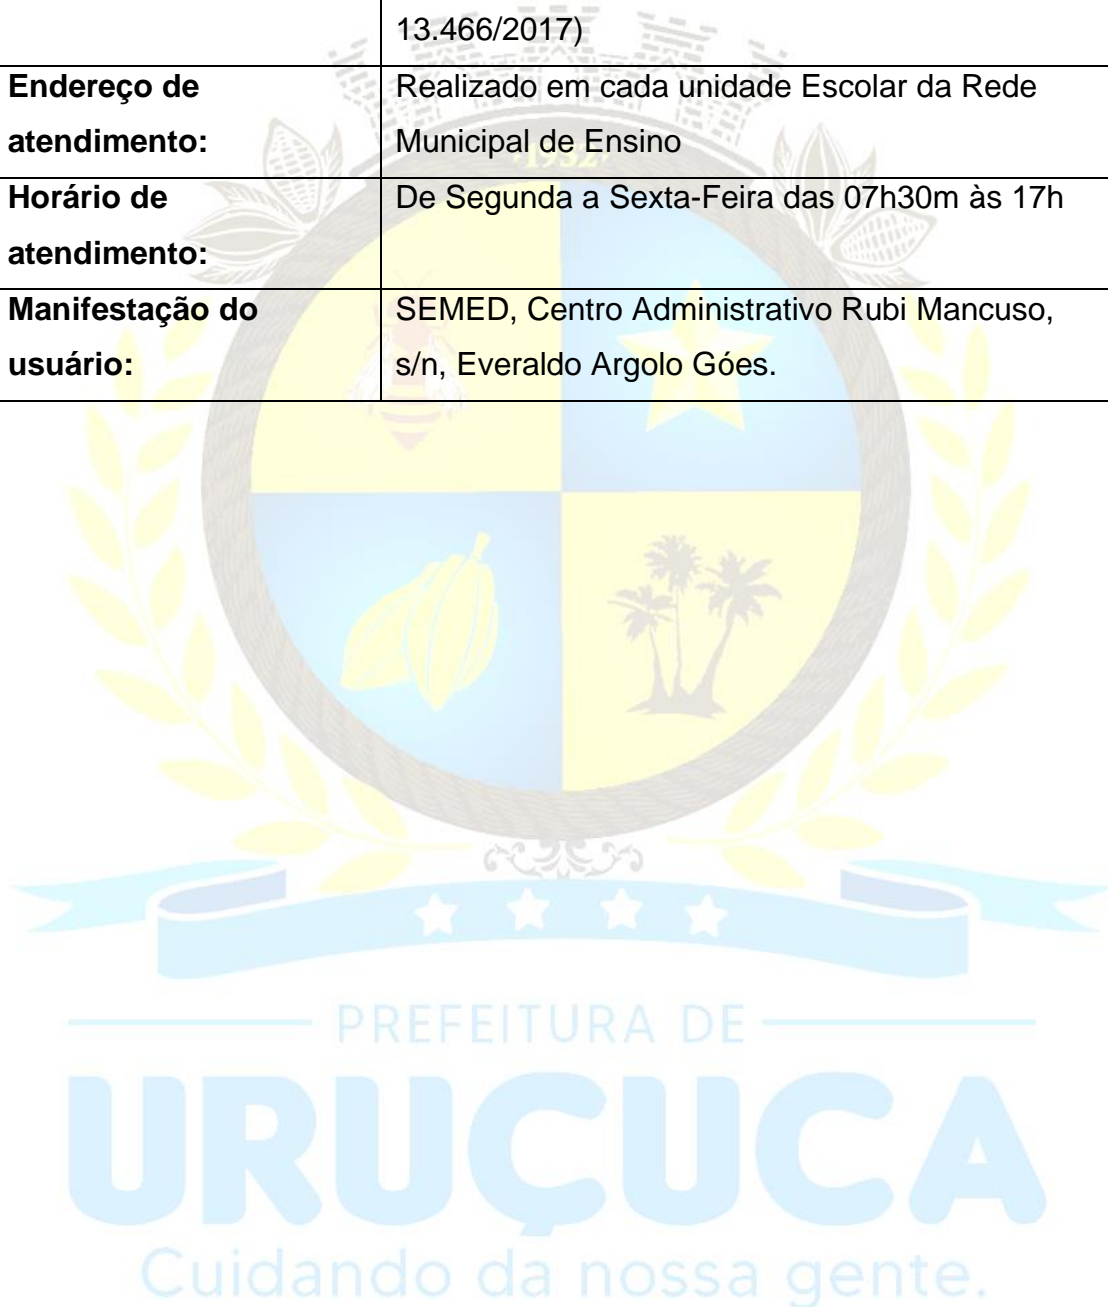 13.466/2017)
Endereço de
atendimento:
Realizado em cada unidade Escolar da Rede
Municipal de Ensino
Horário de
atendimento:
De Segunda a Sexta-Feira das 07h30m às 17h
Manifestação do
usuário:
SEMED, Centro Administrativo Rubi Mancuso,
s/n, Everaldo Argolo Góes.
1952
PREFEITURA DE
URUÇUCA
Cuidando da nossa gente.